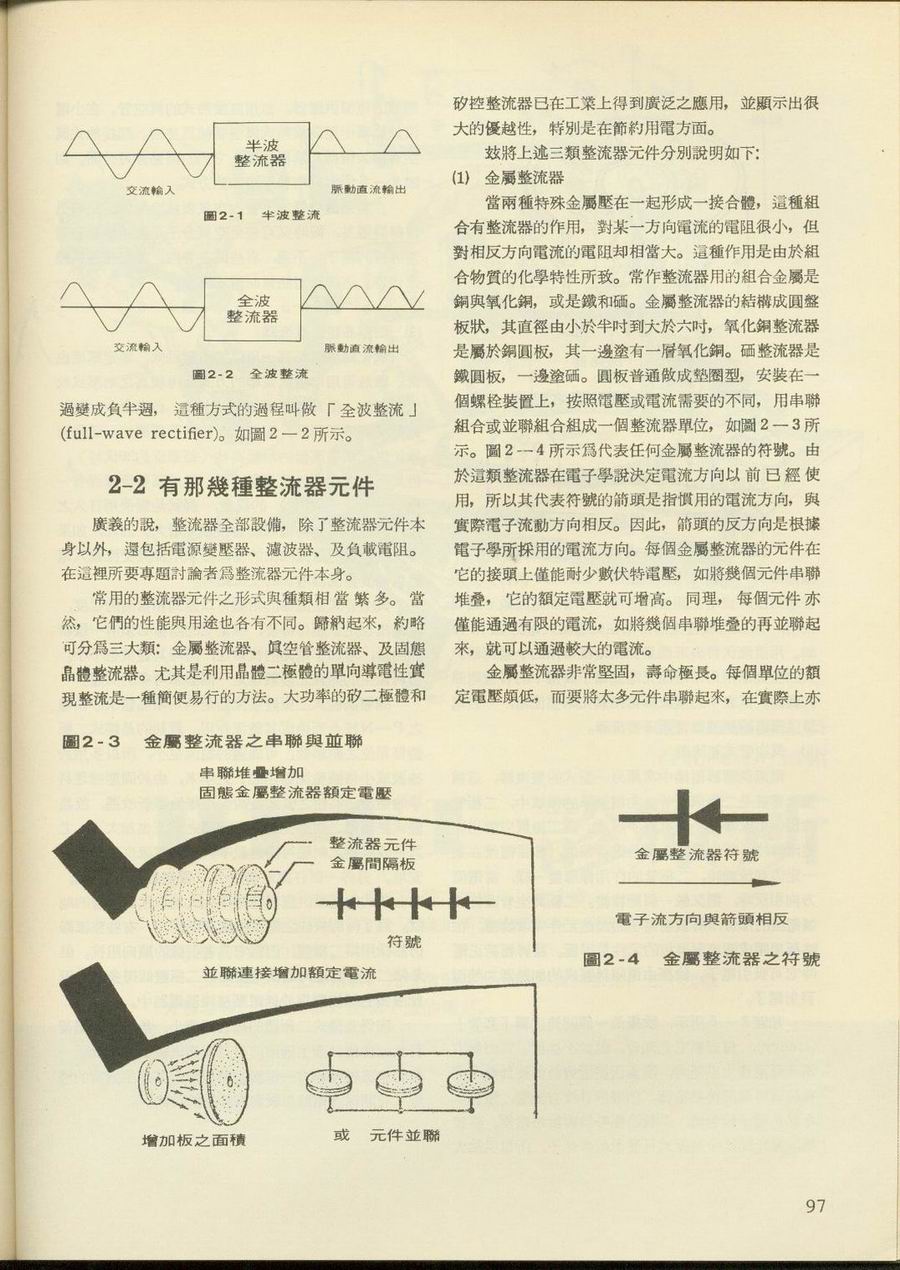 半波
整流器
交流輸入
脈動直流輸出
圖2-1 半波整流
全波
整流器
交流輸入
脈動直流輸出
圖2-2 全波整流
過變成負半週， 這種方式的過程叫做「全波整流」
(full-wave rectifier)。如圖2—2所示。
2-2 有那幾種整流器元件
廣義的說，整流器全部設備，除了整流器元件本
身以外，還包括電源變壓器、濾波器、及負載電阻。
在這裡所要專題討論者爲整流器元件本身。
常用的整流器元件之形式與種類相當繁多。當
然，它們的性能與用途也各有不同。歸納起來，約略
可分爲三大類：金屬整流器、眞空管整流器、及固態
晶體整流器。尤其是利用晶體二極體的單向導電性實
現整流是一種簡便易行的方法。大功率的矽二極體和
矽控整流器已在工業上得到廣泛之應用，並顯示出很
大的優越性，特別是在節約用電方面。
玆將上述三類整流器元件分別說明如下：
(1) 金屬整流器
當兩種特殊金屬壓在一起形成一接合體，這種組
合有整流器的作用，對某一方向電流的電阻很小，但
對相反方向電流的電阻却相當大。這種作用是由於組
合物質的化學特性所致。常作整流器用的組合金屬是
銅與氧化銅，或是鐵和硒。金屬整流器的結構成圓盤
板狀，其直徑由小於半吋到大於六吋，氧化銅整流器
是屬於銅圓板，其一邊塗有一層氧化銅。硒整流器是
鐵圓板，一邊塗硒。圓板普通做成墊圈型，安裝在一
個螺栓裝置上，按照電壓或電流需要的不同，用串聯
組合或並聯組合組成一個整流器單位，如圖2—3所
示。圖2—4所示爲代表任何金屬整流器的符號。由
於這類整流器在電子學說決定電流方向以前已經使
用，所以其代表符號的箭頭是指慣用的電流方向，與
實際電子流動方向相反。因此，箭頭的反方向是根據
電子學所採用的電流方向。每個金屬整流器的元件在
它的接頭上僅能耐少數伏特電壓，如將幾個元件串聯
堆疊， 它的額定電壓就可增高。 同理， 每個元件亦
僅能通過有限的電流，如將幾個串聯堆叠的再並聯起
來，就可以通過較大的電流。
金屬整流器非常堅固，壽命極長。每個單位的額
定電壓頗低，而要將太多元件串聯起來，在實際上亦
圖2-3 金屬整流器之串聯與並聯
串聯堆疊增加
固態金屬整流器額定電壓
整流器元件
金屬間隔板
符號
並聯連接增加額定電流
增加板之面積
或 元件並聯
金屬整流器符號
電子流方向與箭頭相反
圖2-4 金屬整流器之符號
97